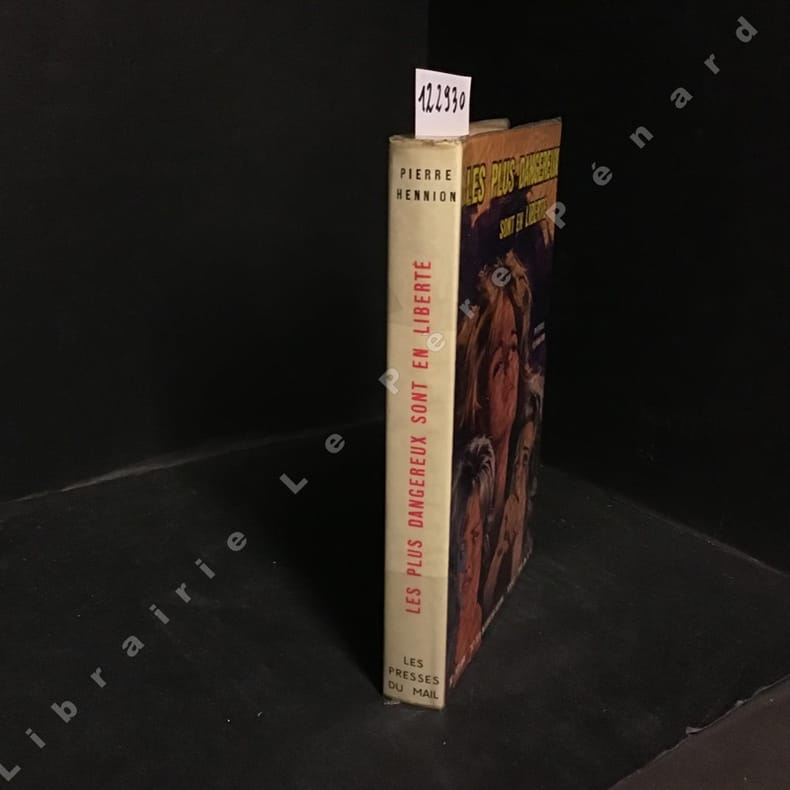 122930
PIERRE
HENNION
LES PLUS DANGEREUX SONT EN LIBERTÉ
LES
PRESSES
DU MAIL
LES PLUS DANGEREUX
SONT EN LIBERTÉ
Librairie Le Père Pénard